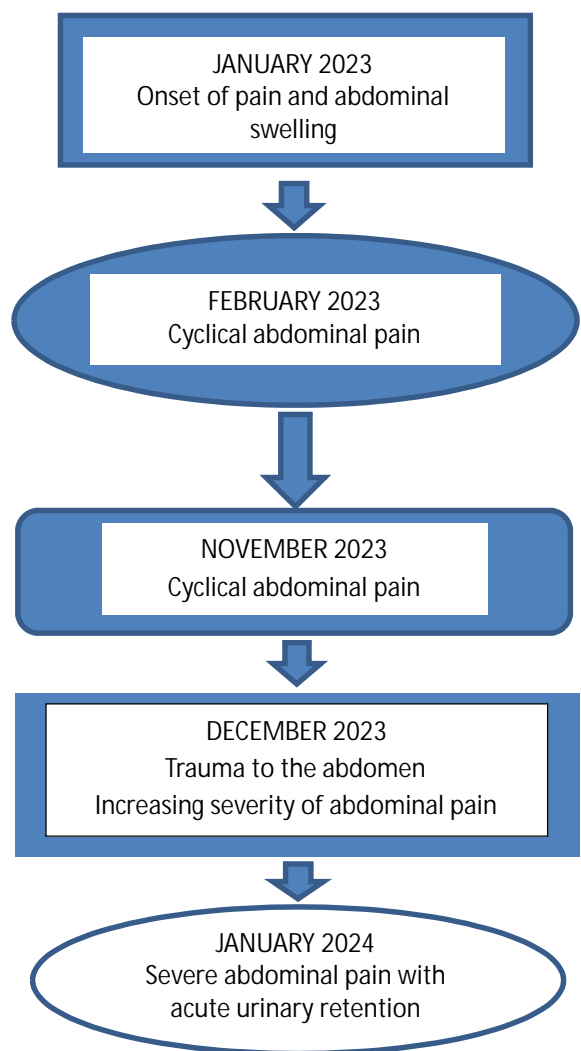 JANUARY 2023
Onset of pain and abdominal
swelling
FEBRUARY 2023
Cyclical abdominal pain
NOVEMBER 2023
Cyclical abdominal pain
DECEMBER 2023
Trauma to the abdomen
Increasing severity of abdominal pain
JANUARY 2024
Severe abdominal pain with
acute urinary retention